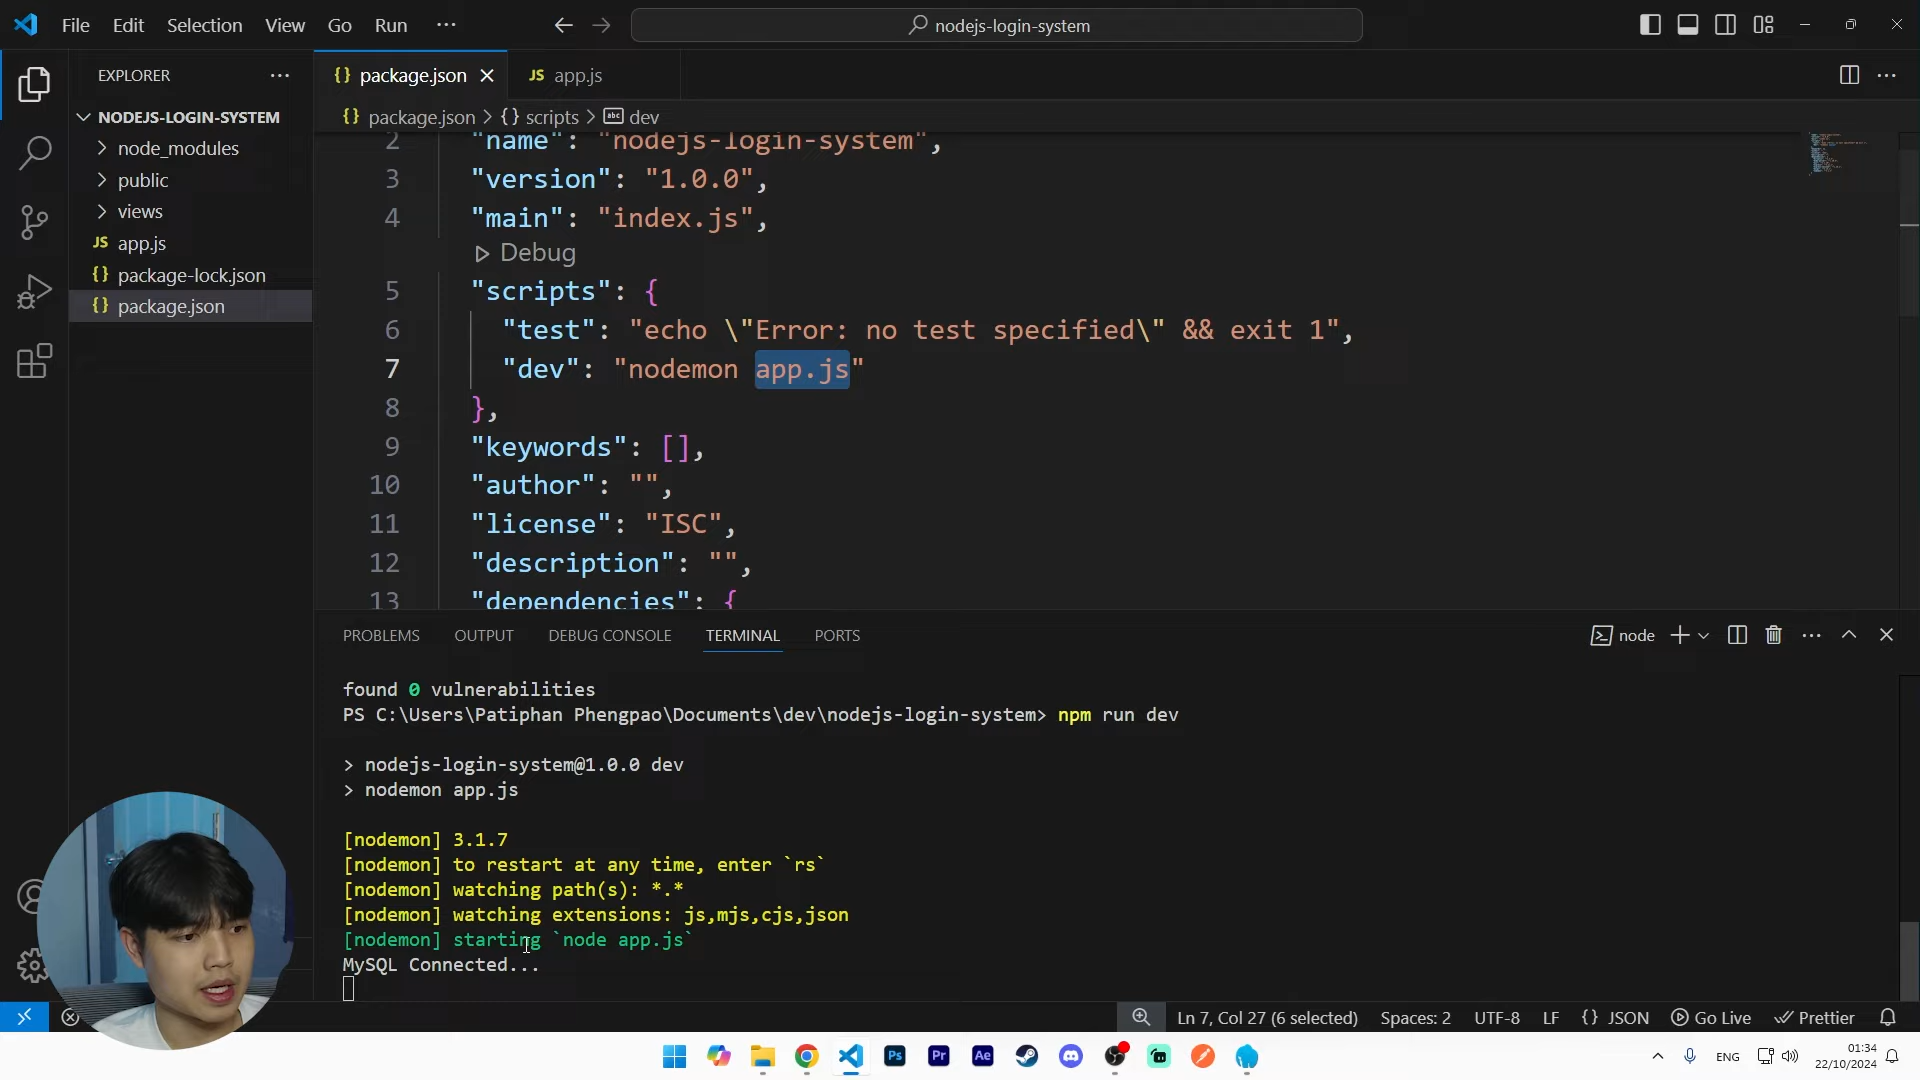 File Edit Selection View Go Run ···
nodejs-login-system
EXPLORER ···
NODEJS-LOGIN-SYSTEM
node_modules
public
views
JS app.js
{} package-lock.json
{} package.json
{} package.json
JS app.js
{} package.json > {} scripts > abc dev
2 "name": "nodejs-login-system",
3 "version": "1.0.0",
4 "main": "index.js",
Debug
5 "scripts": {
6 "test": "echo \"Error: no test specified\" && exit 1",
7 "dev": "nodemon app.js"
8 },
9 "keywords": [],
10 "author": "",
11 "license": "ISC",
12 "description": "",
13 "dependencies": {
PROBLEMS OUTPUT DEBUG CONSOLE TERMINAL PORTS
node
found 0 vulnerabilities
PS C:\Users\Patiphan Phengpao\Documents\dev\nodejs-login-system> npm run dev
> nodejs-login-system@1.0.0 dev
> nodemon app.js
[nodemon] 3.1.7
[nodemon] to restart at any time, enter `rs`
[nodemon] watching path(s): *.*
[nodemon] watching extensions: js,mjs,cjs,json
[nodemon] starting `node app.js`
MySQL Connected...
Ln 7, Col 27 (6 selected) Spaces: 2 UTF-8 LF {} JSON Go Live Prettier
Ps Pr Ae
ENG
01:34
22/10/2024